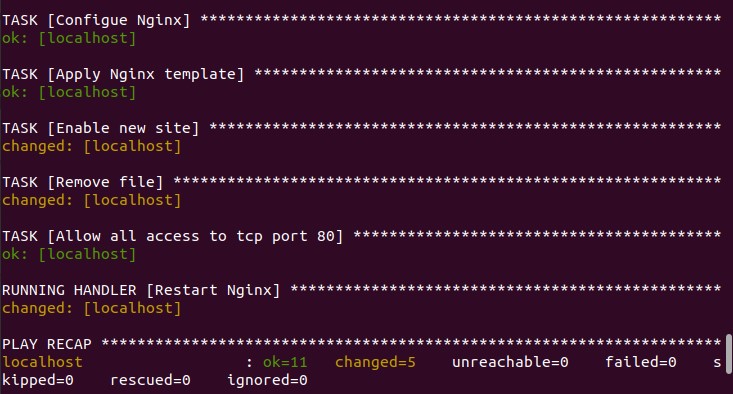 TASK [Configue Nginx] **********************************************************
ok: [localhost]
TASK [Apply Nginx template] ****************************************************
ok: [localhost]
TASK [Enable new site] *********************************************************
changed: [localhost]
TASK [Remove file] *************************************************************
changed: [localhost]
TASK [Allow all access to tcp port 80] *****************************************
ok: [localhost]
RUNNING HANDLER [Restart Nginx] ************************************************
changed: [localhost]
PLAY RECAP *********************************************************************
localhost                  : ok=11   changed=5    unreachable=0    failed=0    s
kipped=0    rescued=0    ignored=0